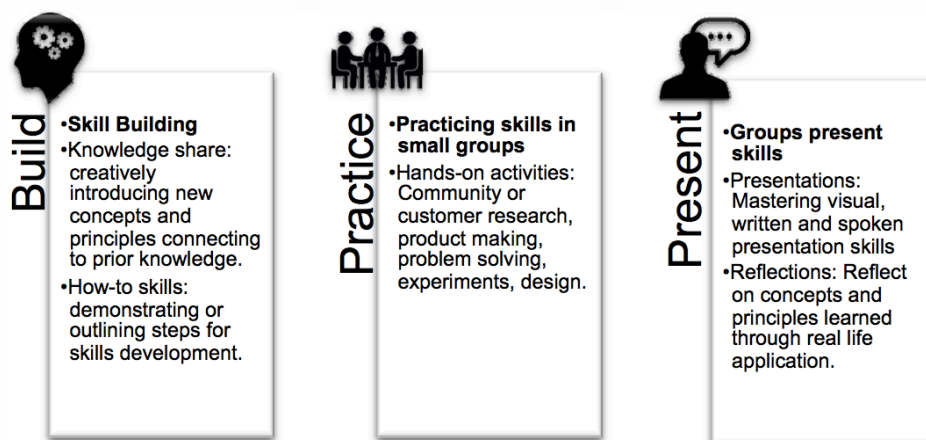 Build
•Skill Building
•Knowledge share:
creatively
introducing new
concepts and
principles connecting
to prior knowledge.
•How-to skills:
demonstrating or
outlining steps for
skills development.
Practice
•Practicing skills in
small groups
•Hands-on activities:
Community or
customer research,
product making,
problem solving,
experiments, design.
Present
•Groups present
skills
•Presentations:
Mastering visual,
written and spoken
presentation skills
•Reflections: Reflect
on concepts and
principles learned
through real life
application.